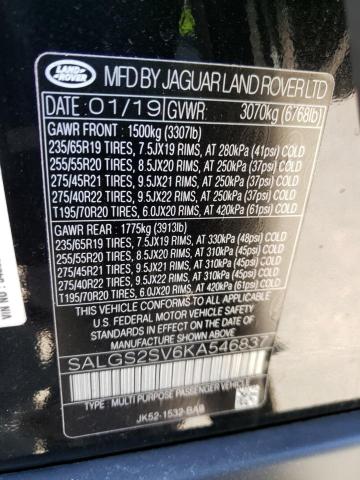 LAND ROVER
MFD BY JAGUAR LAND ROVER LTD
DATE: 01/19 GVWR: 3070kg (6768lb)
GAWR FRONT : 1500kg (3307lb)
235/65R19 TIRES, 7.5JX19 RIMS, AT 280kPa (41psi) COLD
255/55R20 TIRES, 8.5JX20 RIMS, AT 250kPa (37psi) COLD
275/45R21 TIRES, 9.5JX21 RIMS, AT 250kPa (37psi) COLD
275/40R22 TIRES, 9.5JX22 RIMS, AT 250kPa (37psi) COLD
T195/70R20 TIRES, 6.0JX20 RIMS, AT 420kPa (61psi) COLD
GAWR REAR : 1775kg (3913lb)
235/65R19 TIRES, 7.5JX19 RIMS, AT 330kPa (48psi) COLD
255/55R20 TIRES, 8.5JX20 RIMS, AT 310kPa (45psi) COLD
275/45R21 TIRES, 9.5JX21 RIMS, AT 310kPa (45psi) COLD
275/40R22 TIRES, 9.5JX22 RIMS, AT 310kPa (45psi) COLD
T195/70R20 TIRES, 6.0JX20 RIMS, AT 420kPa (61psi) COLD
THIS VEHICLE CONFORMS TO ALL APPLICABLE
FEDERAL MOTOR VEHICLE SAFETY
STANDARDS IN EFFECT ON THE DATE OF
MANUFACTURE SHOWN ABOVE.
SALGS2SV6KA546837
TYPE : MULTI PURPOSE PASSENGER VEHICLE
JK52-1532-BAB
VIN NO